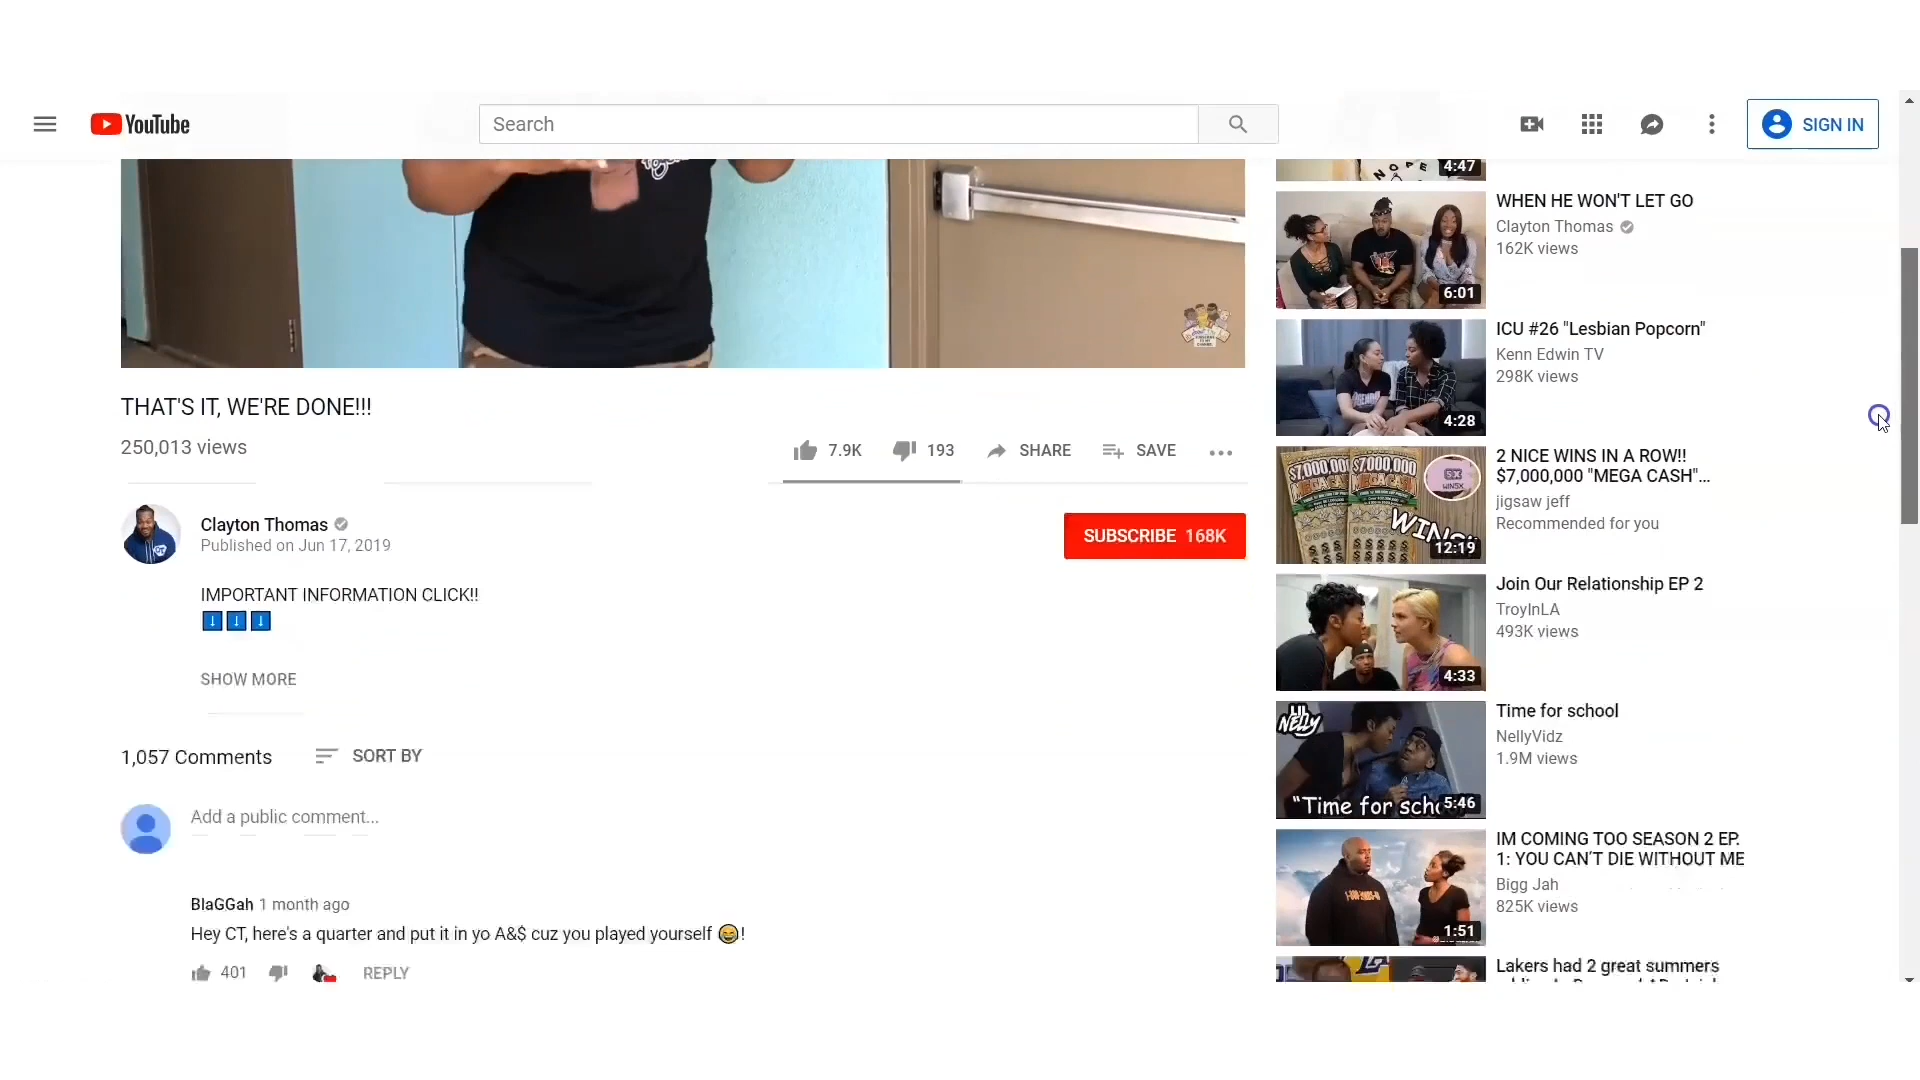 YouTube
Search
SIGN IN
4:47
WHEN HE WON'T LET GO
Clayton Thomas
162K views
6:01
ICU #26 "Lesbian Popcorn"
Kenn Edwin TV
298K views
4:28
THAT'S IT, WE'RE DONE!!!
250,013 views
7.9K
193
SHARE
SAVE
2 NICE WINS IN A ROW!!
$7,000,000 "MEGA CASH"...
jigsaw jeff
Recommended for you
12:19
Clayton Thomas
Published on Jun 17, 2019
SUBSCRIBE 168K
IMPORTANT INFORMATION CLICK!!
SHOW MORE
Join Our Relationship EP 2
TroyInLA
493K views
4:33
1,057 Comments
SORT BY
Add a public comment...
LIL NELLY
Time for school
NellyVidz
1.9M views
"Time for scho
5:46
BlaGGah 1 month ago
Hey CT, here's a quarter and put it in yo A&$ cuz you played yourself 😂!
401
REPLY
IM COMING TOO SEASON 2 EP.
1: YOU CAN'T DIE WITHOUT ME
Bigg Jah
825K views
1:51
Lakers had 2 great summers